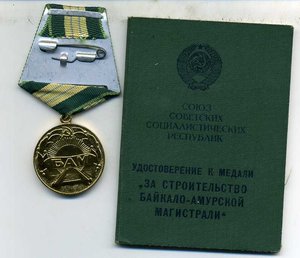 БАМ
СОЮЗ
СОВЕТСКИХ
СОЦИАЛИСТИЧЕСКИХ
РЕСПУБЛИК
УДОСТОВЕРЕНИЕ К МЕДАЛИ
„ЗА СТРОИТЕЛЬСТВО
БАЙКАЛО-АМУРСКОЙ
МАГИСТРАЛИ“